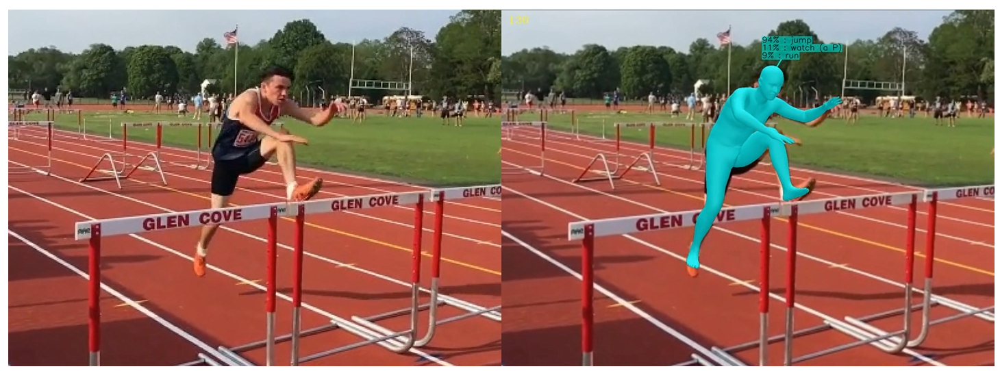 GLEN COVE
GLEN COVE
GLEN CO
136
94% : jump
11% : watch (a P)
9% : run
GLEN COVE
GLEN COVE
GLEN CO